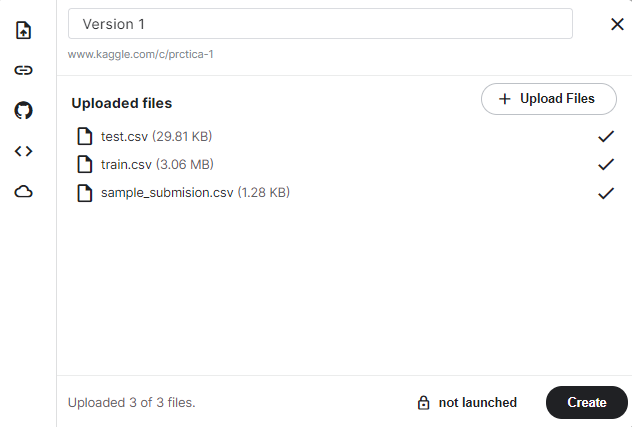 Version 1
www.kaggle.com/c/prctica-1
Uploaded files
Upload Files
test.csv (29.81 KB)
train.csv (3.06 MB)
sample_submision.csv (1.28 KB)
Uploaded 3 of 3 files.
not launched
Create